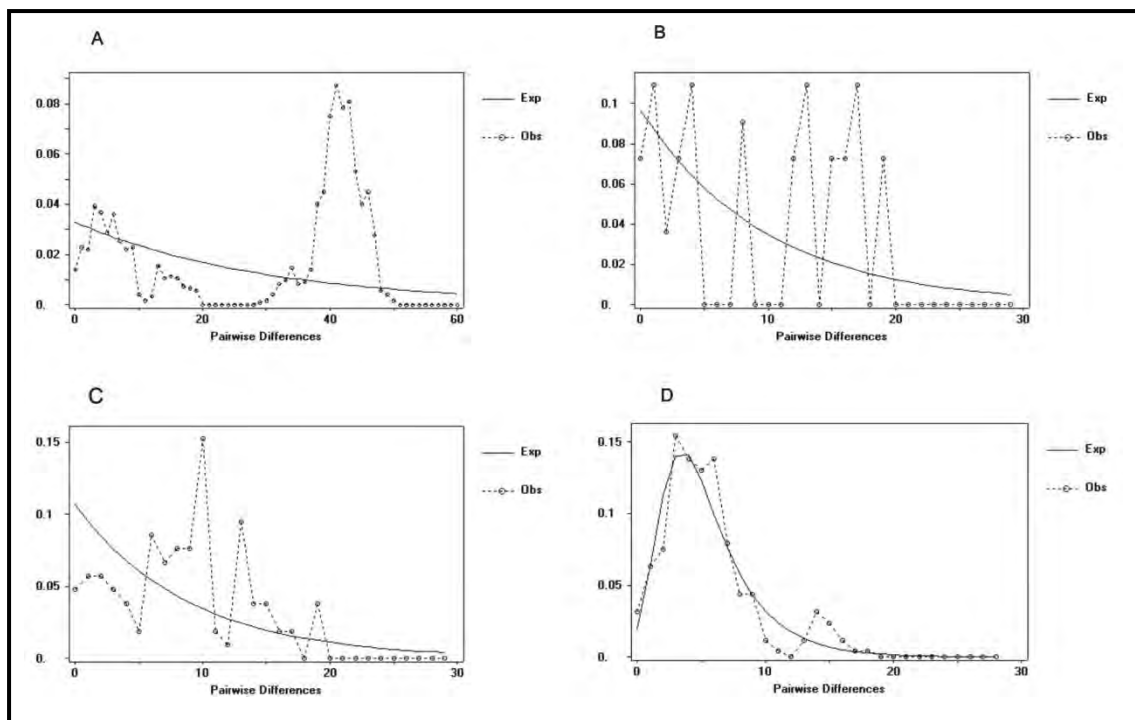 A
0.08
0.06
0.04
0.02
0.
0 20 40 60
Pairwise Differences
Exp
Obs
B
0.1
0.08
0.06
0.04
0.02
0.
0 10 20 30
Pairwise Differences
Exp
Obs
C
0.15
0.1
0.05
0.
0 10 20 30
Pairwise Differences
Exp
Obs
D
0.15
0.1
0.05
0.
0 10 20 30
Pairwise Differences
Exp
Obs